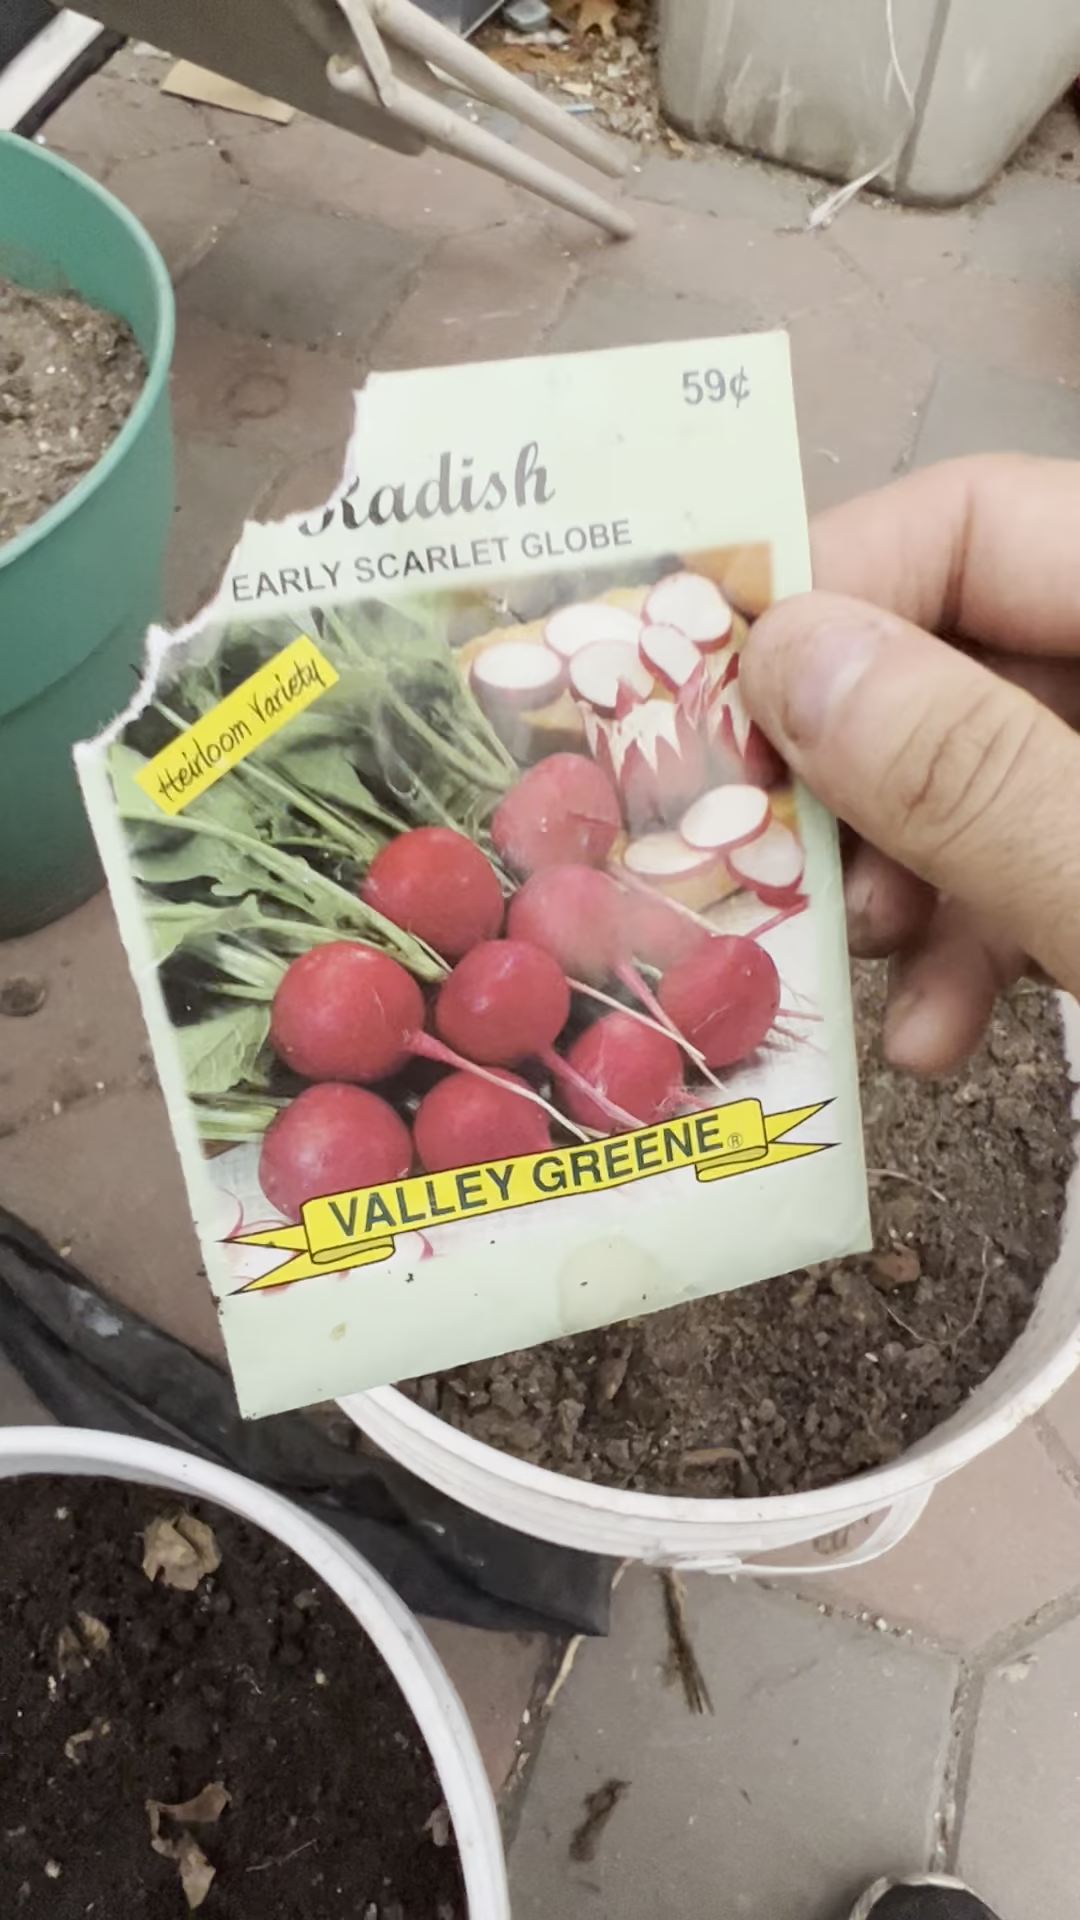 59¢
Radish
EARLY SCARLET GLOBE
Heirloom Variety
VALLEY GREENE®